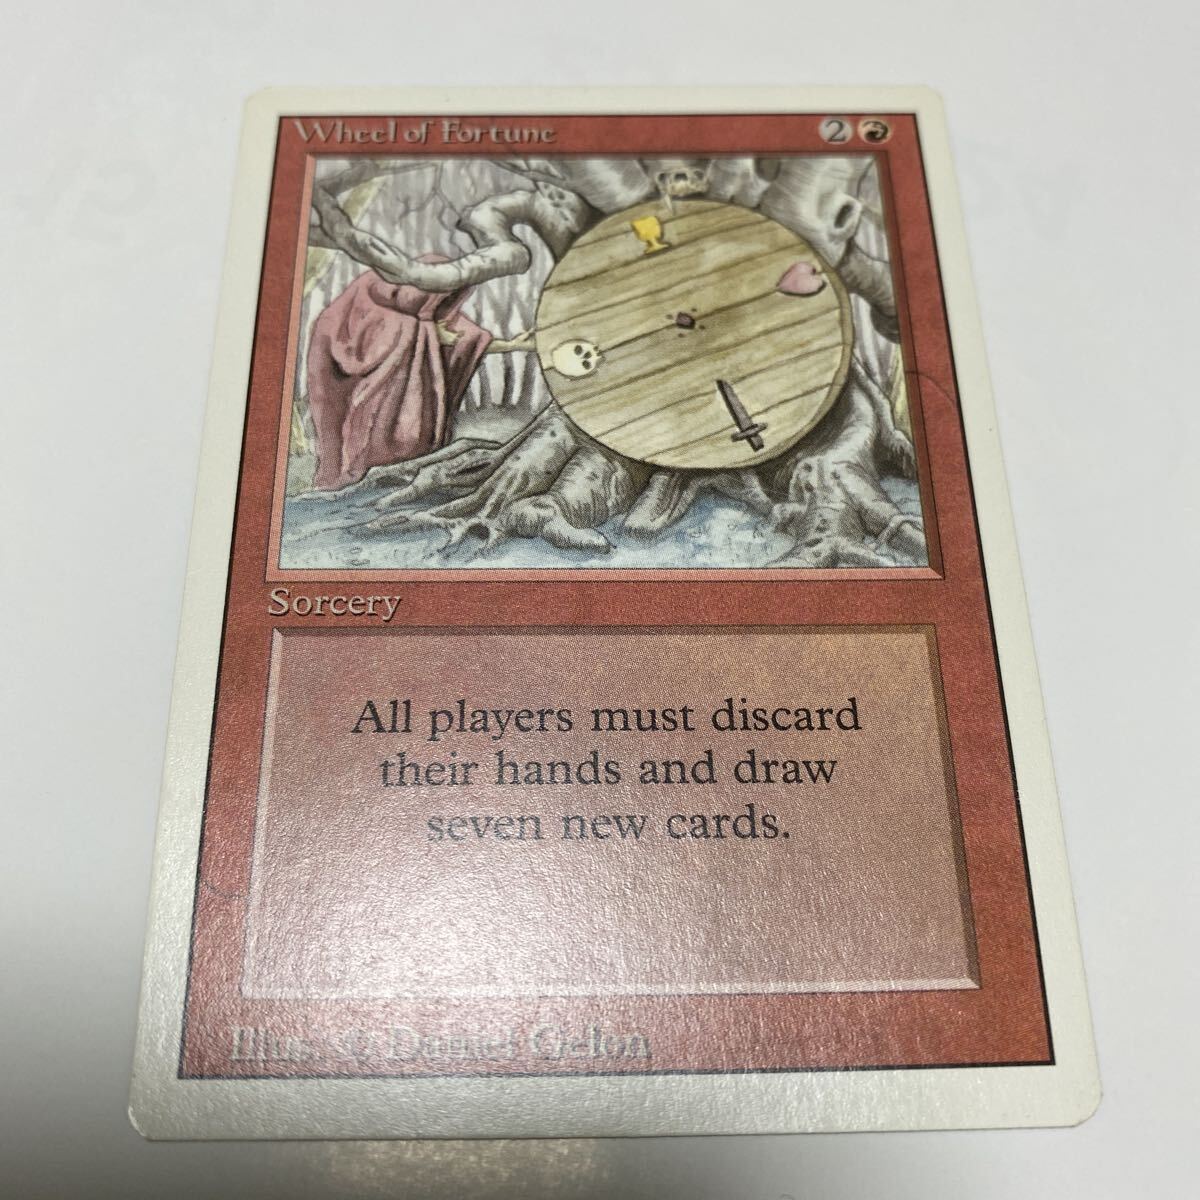 Wheel of Fortune 2
Sorcery
All players must discard
their hands and draw
seven new cards.
Illus. © Daniel Gelon